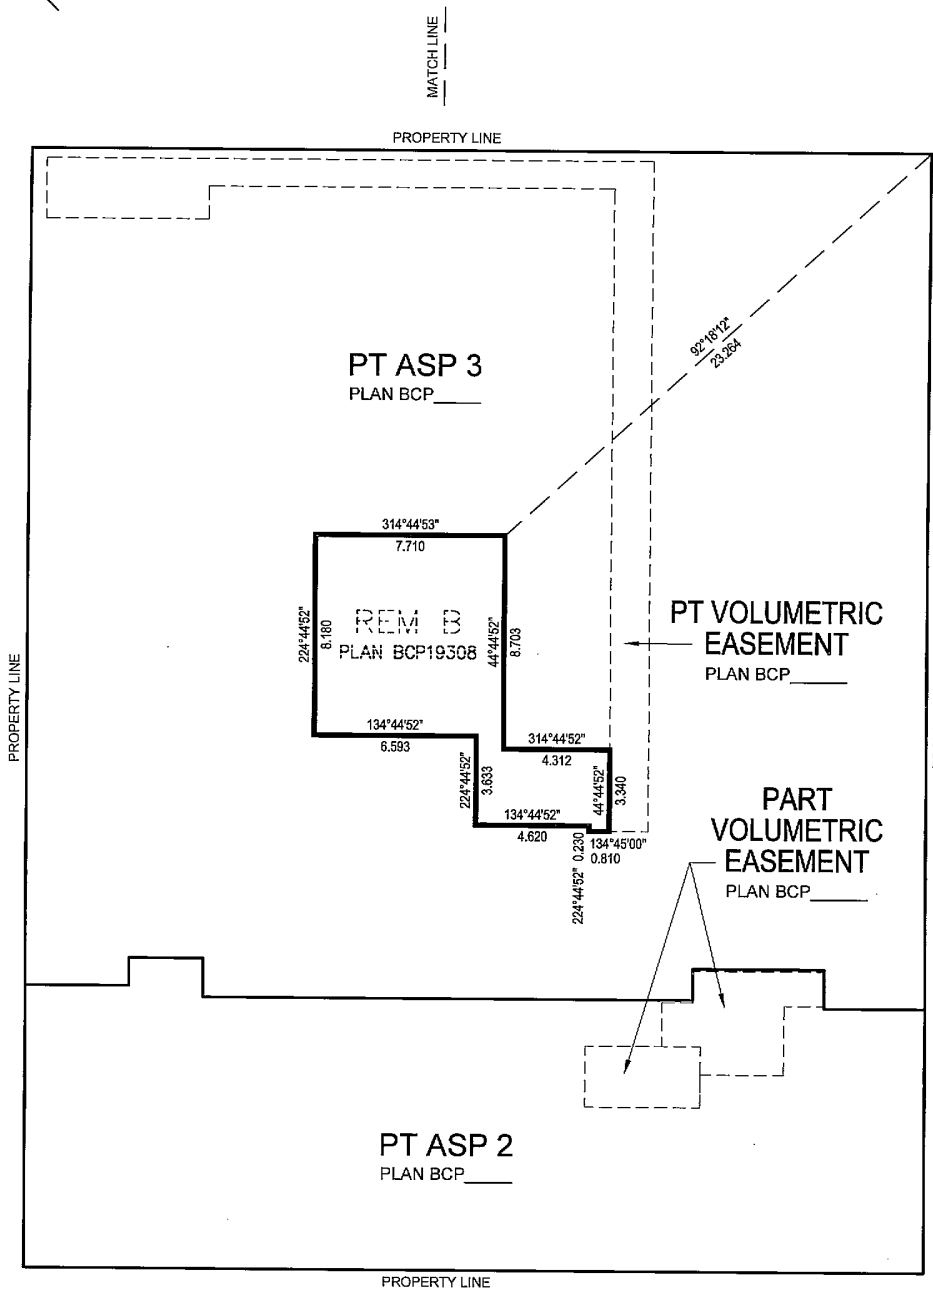 MATCH LINE
PROPERTY LINE
92°18'12"
23.264
PT ASP 3
PLAN BCP_____
314°44'53"
7.710
224°44'52"
8.180
REM B
PLAN BCP19308
44°44'52"
8.703
PT VOLUMETRIC
EASEMENT
PLAN BCP______
PROPERTY LINE
134°44'52"
6.593
314°44'52"
4.312
224°44'52"
3.633
44°44'52"
3.340
134°44'52"
4.620
224°44'52" 0.230
134°45'00"
0.810
PART
VOLUMETRIC
EASEMENT
PLAN BCP______
PT ASP 2
PLAN BCP_____
PROPERTY LINE